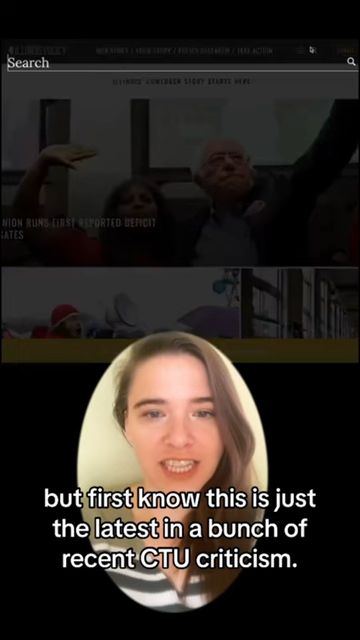 Search
ILLINOIS' COMEBACK STORY STARTS HERE
NION RUNS FIRST REPORTED DEFICIT
but first know this is just
the latest in a bunch of
recent CTU criticism.